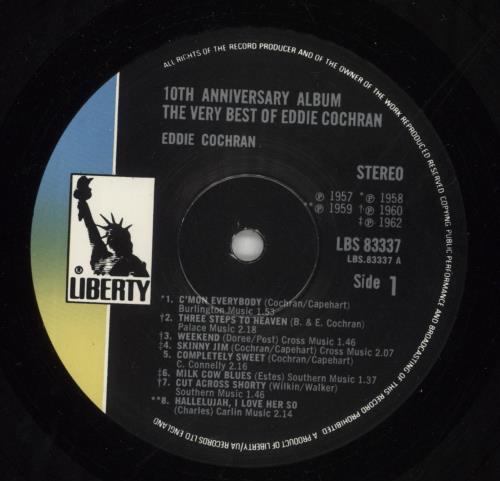 ALL RIGHTS OF THE RECORD PRODUCER AND OF THE OWNER OF THE WORK REPRODUCED RESERVED COPYING PUBLIC PERFORMANCE AND BROADCASTING OF THIS RECORD PROHIBITED. A PRODUCT OF LIBERTY/UA RECORDS LTD ENGLAND
10TH ANNIVERSARY ALBUM
THE VERY BEST OF EDDIE COCHRAN
EDDIE COCHRAN
STEREO
℗ 1957 *℗ 1958
**℗ 1959 †℗ 1960
‡℗ 1962
LBS 83337
LBS.83337 A
Side 1
® LIBERTY
*1. C'MON EVERYBODY (Cochran/Capehart)
Burlington Music 1.53
†2. THREE STEPS TO HEAVEN (B. & E. Cochran)
Palace Music 2.18
‡3. WEEKEND (Doree/Post) Cross Music 1.46
‡4. SKINNY JIM (Cochran/Capehart) Cross Music 2.07
5. COMPLETELY SWEET (Cochran/Capehart)
C. Connelly 2.16
†6. MILK COW BLUES (Estes) Southern Music 1.37
†7. CUT ACROSS SHORTY (Wilkin/Walker)
Southern Music 1.46
**8. HALLELUJAH, I LOVE HER SO
(Charles) Carlin Music 2.14